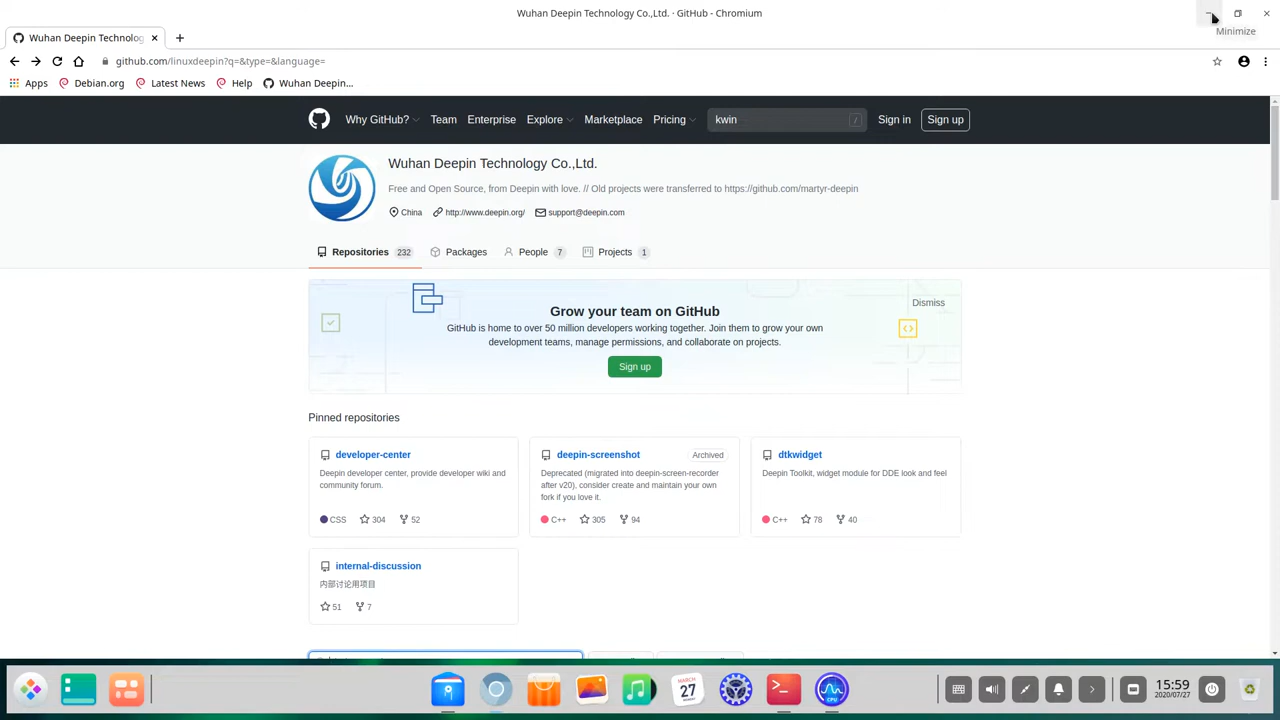 Wuhan Deepin Technology Co.,Ltd. · GitHub - Chromium
Minimize
Wuhan Deepin Technolog
github.com/linuxdeepin?q=&type=&language=
Apps Debian.org Latest News Help Wuhan Deepin...
Why GitHub? Team Enterprise Explore Marketplace Pricing kwin / Sign in Sign up
Wuhan Deepin Technology Co.,Ltd.
Free and Open Source, from Deepin with love. // Old projects were transferred to https://github.com/martyr-deepin
China http://www.deepin.org/ support@deepin.com
Repositories 232 Packages People 7 Projects 1
Grow your team on GitHub
Dismiss
GitHub is home to over 50 million developers working together. Join them to grow your own
development teams, manage permissions, and collaborate on projects.
Sign up
Pinned repositories
developer-center
Deepin developer center, provide developer wiki and
community forum.
CSS 304 52
deepin-screenshot Archived
Deprecated (migrated into deepin-screen-recorder
after v20), consider create and maintain your own
fork if you love it.
C++ 305 94
dtkwidget
Deepin Toolkit, widget module for DDE look and feel
C++ 78 40
internal-discussion
内部讨论用项目
51 7
MARCH
27
CPU
15:59
2020/07/27